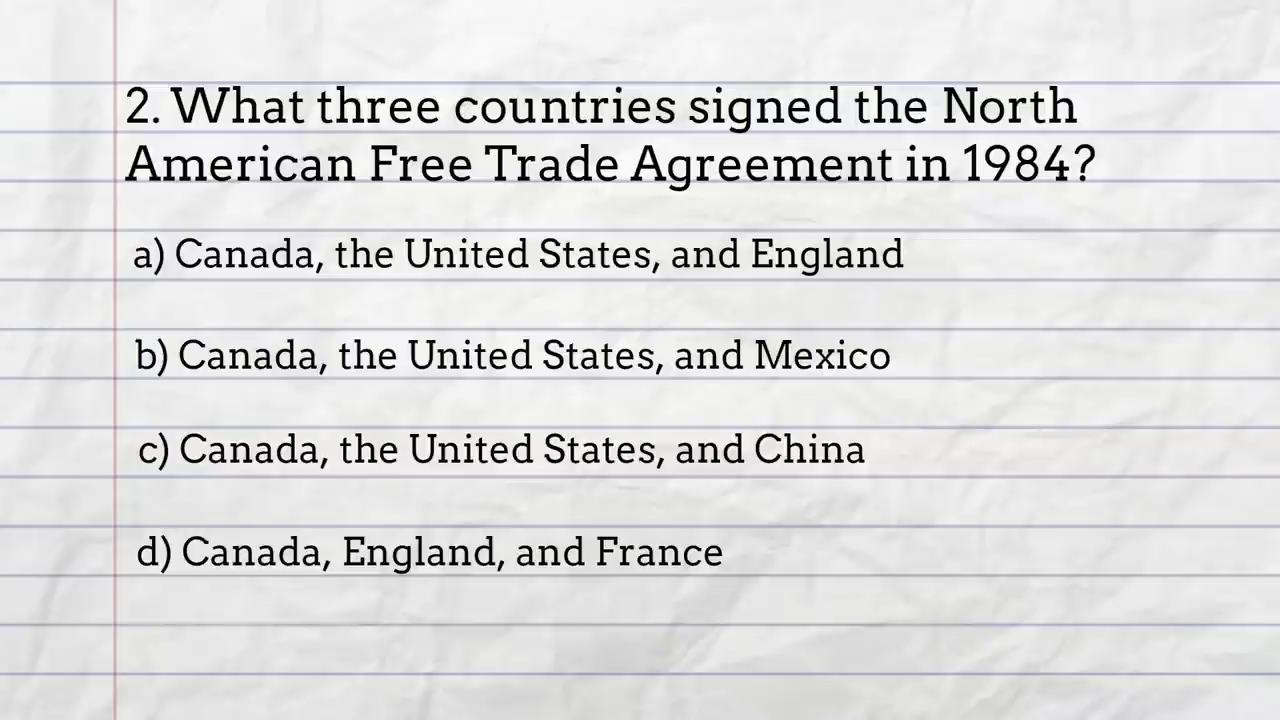 2. What three countries signed the North
American Free Trade Agreement in 1984?
a) Canada, the United States, and England
b) Canada, the United States, and Mexico
c) Canada, the United States, and China
d) Canada, England, and France